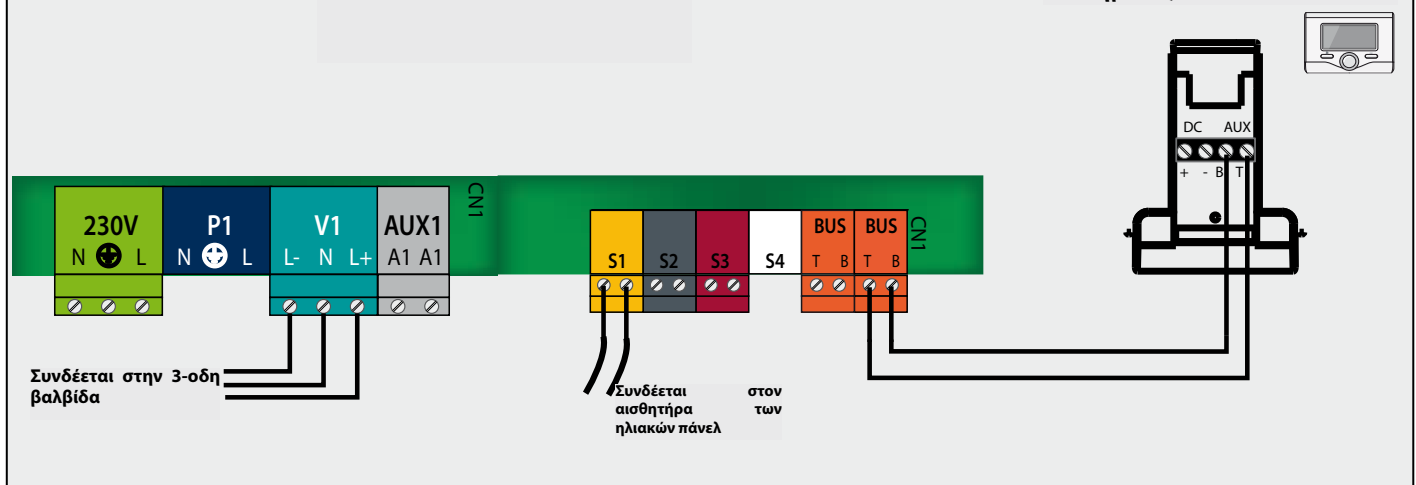 DC AUX
+ - B T
CN1
230V P1 V1 AUX1
N L N L L- N L+ A1 A1
BUS BUS CN1
S1 S2 S3 S4 T B T B
Συνδέεται στην 3-οδη
βαλβίδα
Συνδέεται στον
αισθητήρα των
ηλιακών πάνελ